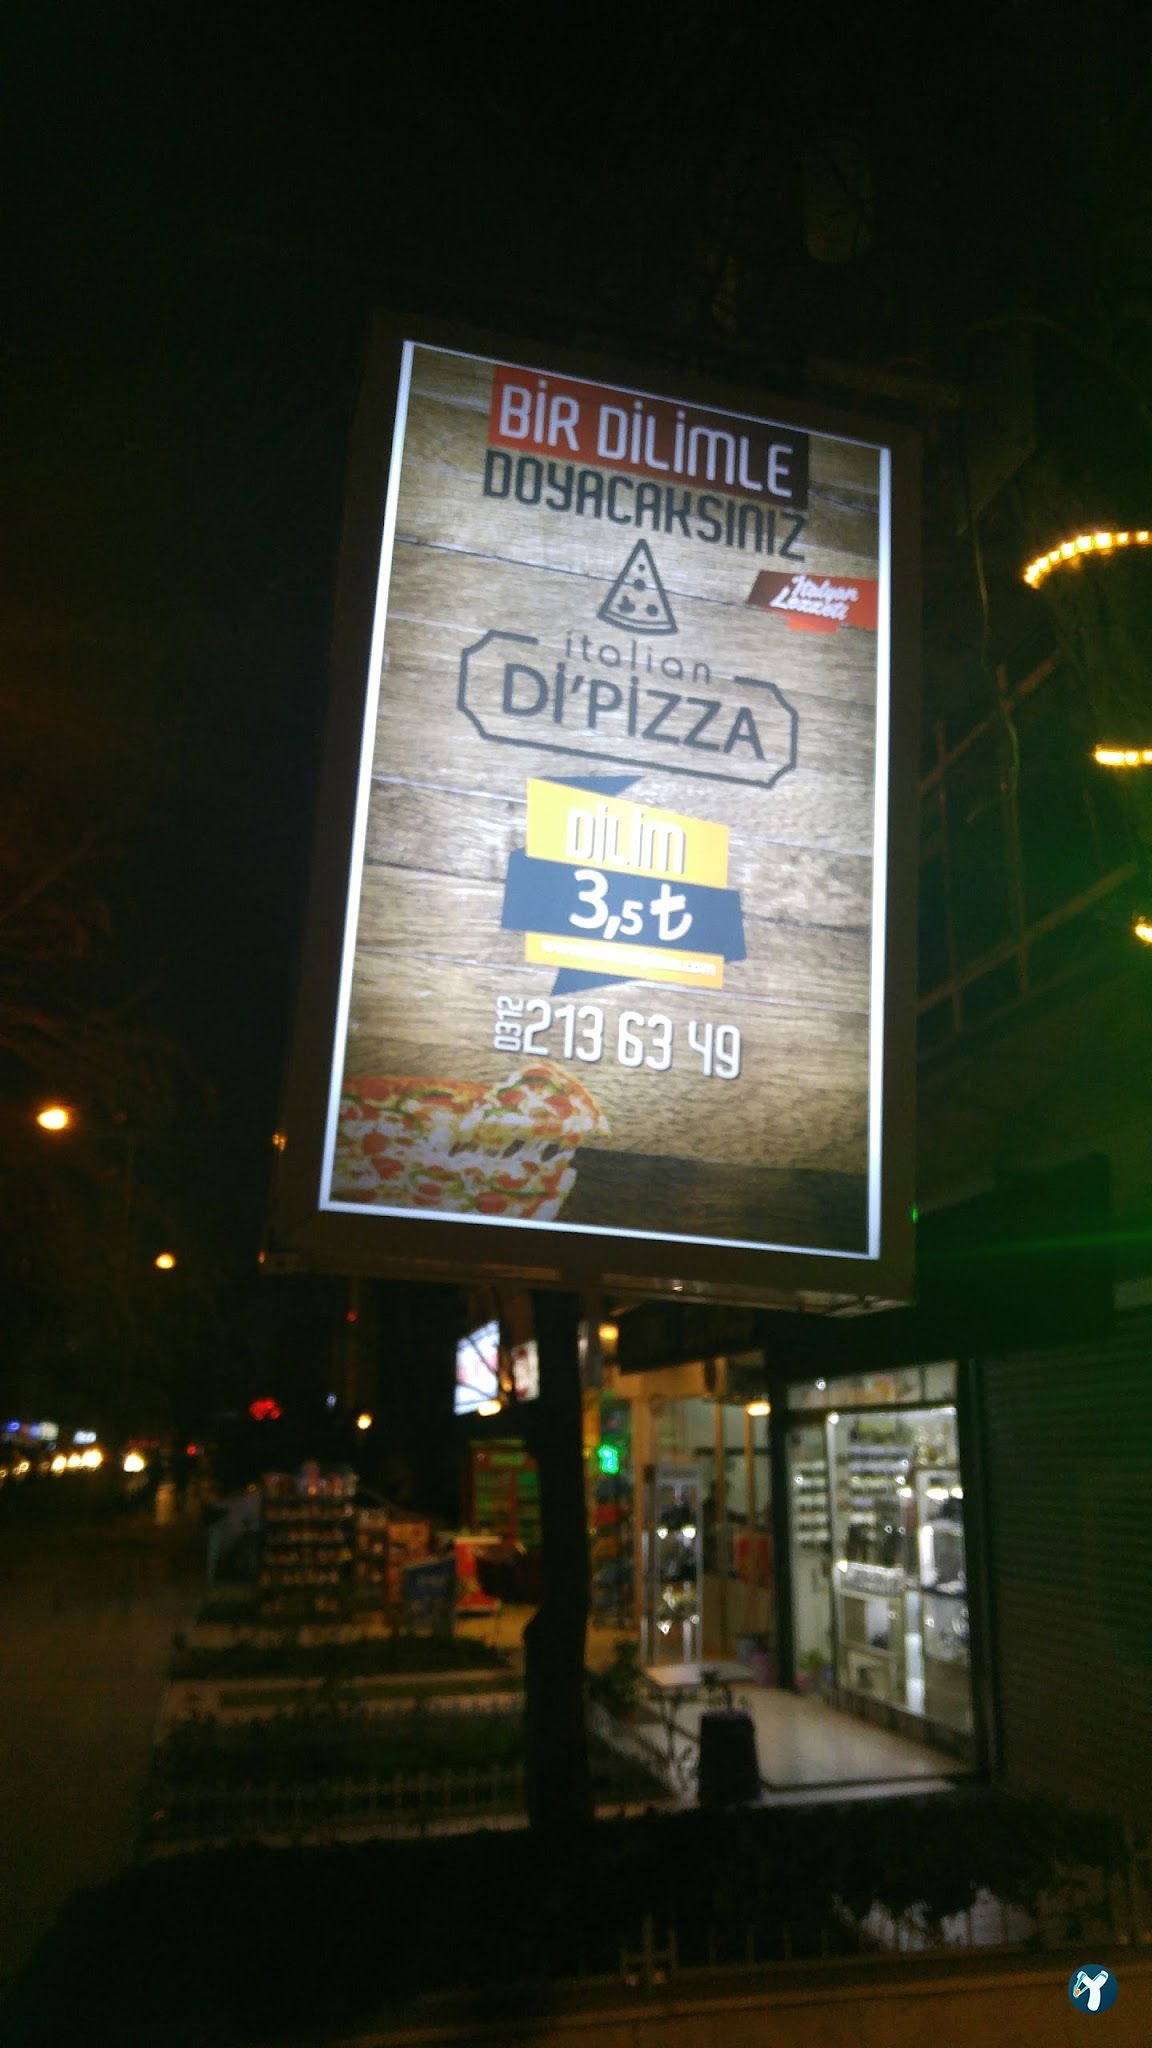 BİR DİLİMLE
DOYACAKSINIZ
İtalyan
Lezzeti
italian
Dİ'PİZZA
DİLİM
3,5₺
0312 213 63 49